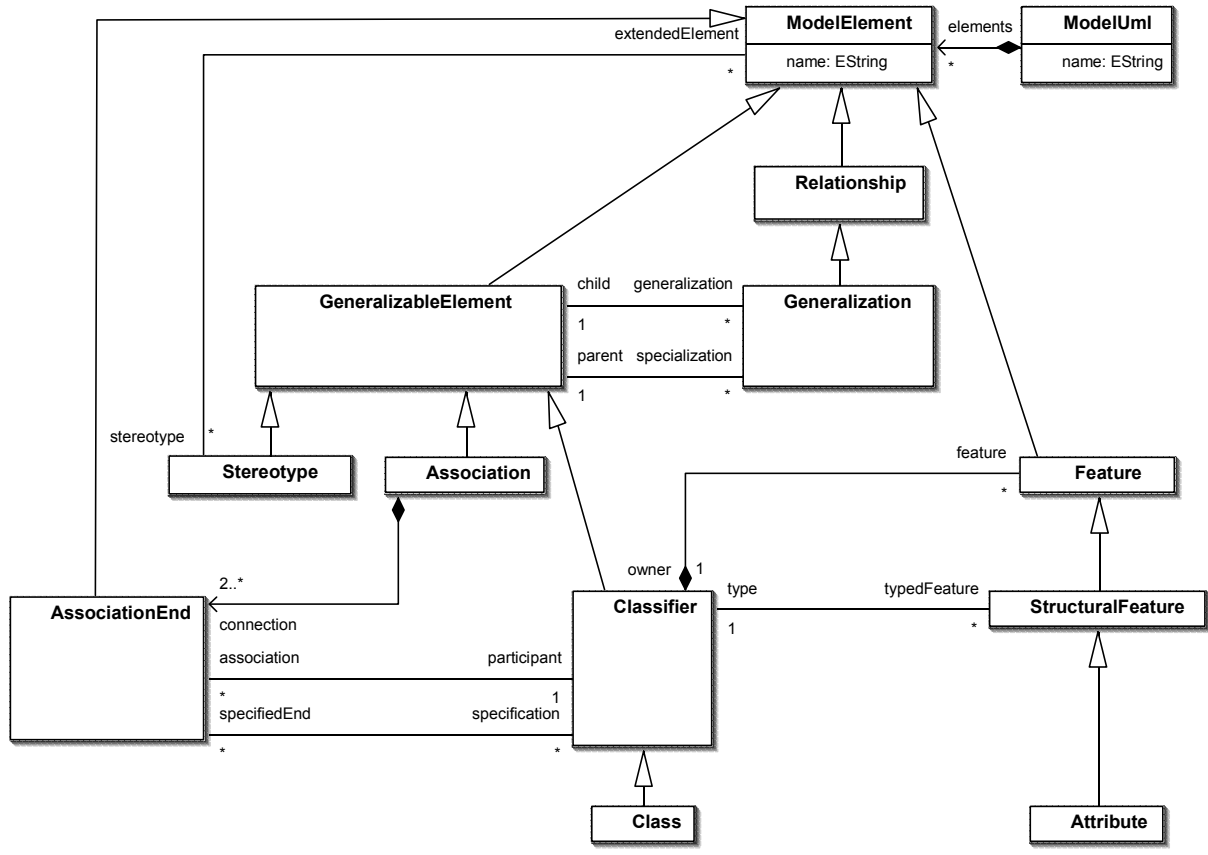 ModelElement
name: EString
elements
*
ModelUml
name: EString
extendedElement
*
Relationship
GeneralizableElement
child
generalization
1
*
parent
specialization
1
*
Generalization
stereotype
*
Stereotype
Association
feature
*
Feature
owner
1
2..*
connection
AssociationEnd
Classifier
type
typedFeature
1
*
StructuralFeature
association
participant
*
1
specifiedEnd
specification
*
*
Class
Attribute